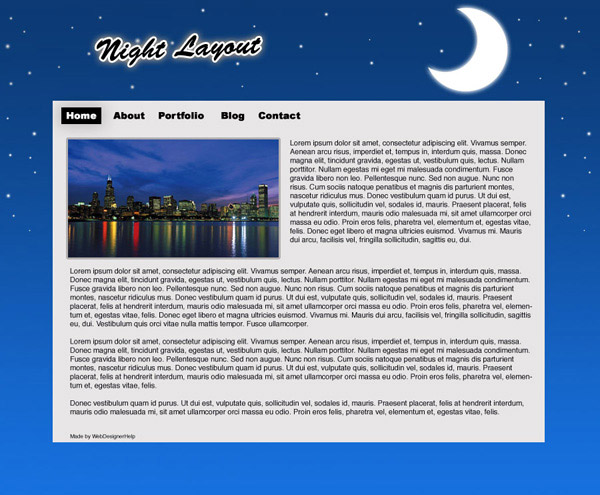 Night Layout
Home About Portfolio Blog Contact
Lorem ipsum dolor sit amet, consectetur adipiscing elit. Vivamus semper.
Aenean arcu risus, imperdiet et, tempus in, interdum quis, massa. Donec
magna elit, tincidunt gravida, egestas ut, vestibulum quis, lectus. Nullam
porttitor. Nullam egestas mi eget mi malesuada condimentum. Fusce
gravida libero non leo. Pellentesque nunc. Sed non augue. Nunc non
risus. Cum sociis natoque penatibus et magnis dis parturient montes,
nascetur ridiculus mus. Donec vestibulum quam id purus. Ut dui est,
vulputate quis, sollicitudin vel, sodales id, mauris. Praesent placerat, felis
at hendrerit interdum, mauris odio malesuada mi, sit amet ullamcorper
orci massa eu odio. Proin eros felis, pharetra vel, elementum et, egestas
felis. Donec eget libero et magna ultricies euismod. Vivamus mi. Mauris
dui arcu, facilisis vel, fringilla sollicitudin, sagittis eu, dui.
Lorem ipsum dolor sit amet, consectetur adipiscing elit. Vivamus semper. Aenean arcu risus, imperdiet et, tempus in, interdum quis, massa.
Donec magna elit, tincidunt gravida, egestas ut, vestibulum quis, lectus. Nullam porttitor. Nullam egestas mi eget mi malesuada condimentum.
Fusce gravida libero non leo. Pellentesque nunc. Sed non augue. Nunc non risus. Cum sociis natoque penatibus et magnis dis parturient
montes, nascetur ridiculus mus. Donec vestibulum quam id purus. Ut dui est, vulputate quis, sollicitudin vel, sodales id, mauris. Praesent
placerat, felis at hendrerit interdum, mauris odio malesuada mi, sit amet ullamcorper orci massa eu odio. Proin eros felis, pharetra vel, elemen-
tum et, egestas vitae, felis. Donec eget libero et magna ultricies euismod. Vivamus mi. Mauris dui arcu, facilisis vel, fringilla sollicitudin, sagittis
eu, dui. Vestibulum quis orci vitae nulla mattis tempor. Fusce ullamcorper.
Lorem ipsum dolor sit amet, consectetur adipiscing elit. Vivamus semper. Aenean arcu risus, imperdiet et, tempus in, interdum quis, massa.
Donec magna elit, tincidunt gravida, egestas ut, vestibulum quis, lectus. Nullam porttitor. Nullam egestas mi eget mi malesuada condimentum.
Fusce gravida libero non leo. Pellentesque nunc. Sed non augue. Nunc non risus. Cum sociis natoque penatibus et magnis dis parturient
montes, nascetur ridiculus mus. Donec vestibulum quam id purus. Ut dui est, vulputate quis, sollicitudin vel, sodales id, mauris. Praesent
placerat, felis at hendrerit interdum, mauris odio malesuada mi, sit amet ullamcorper orci massa eu odio. Proin eros felis, pharetra vel, elemen-
tum et, egestas vitae, felis.
Donec vestibulum quam id purus. Ut dui est, vulputate quis, sollicitudin vel, sodales id, mauris. Praesent placerat, felis at hendrerit interdum,
mauris odio malesuada mi, sit amet ullamcorper orci massa eu odio. Proin eros felis, pharetra vel, elementum et, egestas vitae, felis.
Made by WebDesignerHelp